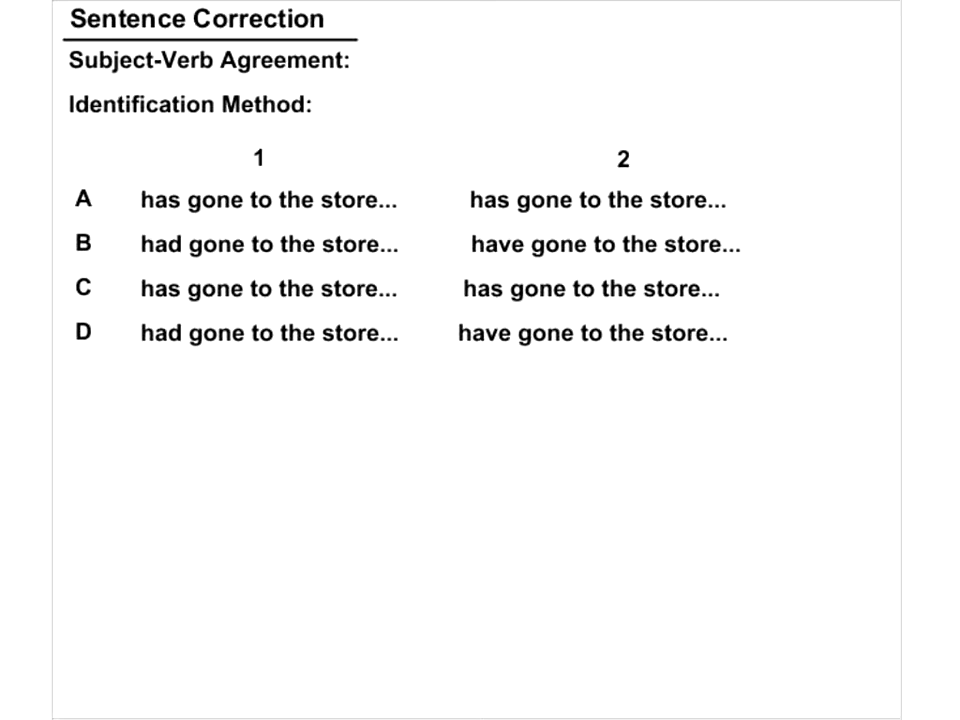 Sentence Correction
Subject-Verb Agreement:
Identification Method:
1 2
A has gone to the store... has gone to the store...
B had gone to the store... have gone to the store...
C has gone to the store... has gone to the store...
D had gone to the store... have gone to the store...